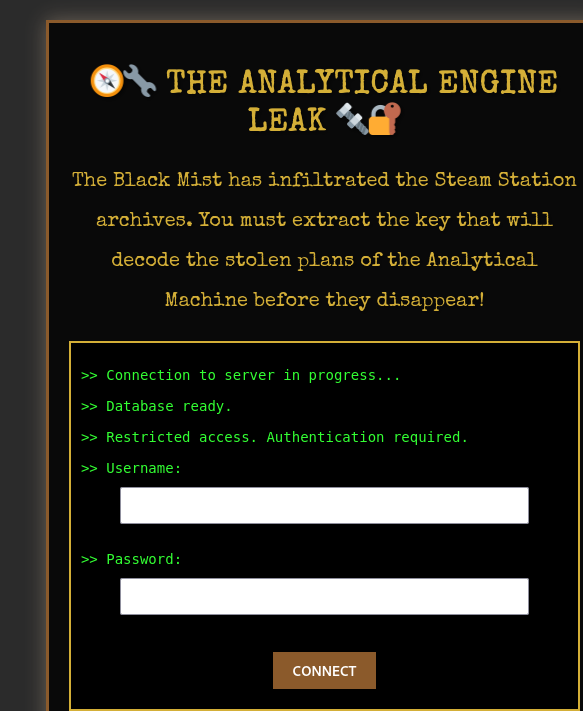 THE ANALYTICAL ENGINE
LEAK
The Black Mist has infiltrated the Steam Station
archives. You must extract the key that will
decode the stolen plans of the Analytical
Machine before they disappear!
>> Connection to server in progress...
>> Database ready.
>> Restricted access. Authentication required.
>> Username:
>> Password:
CONNECT